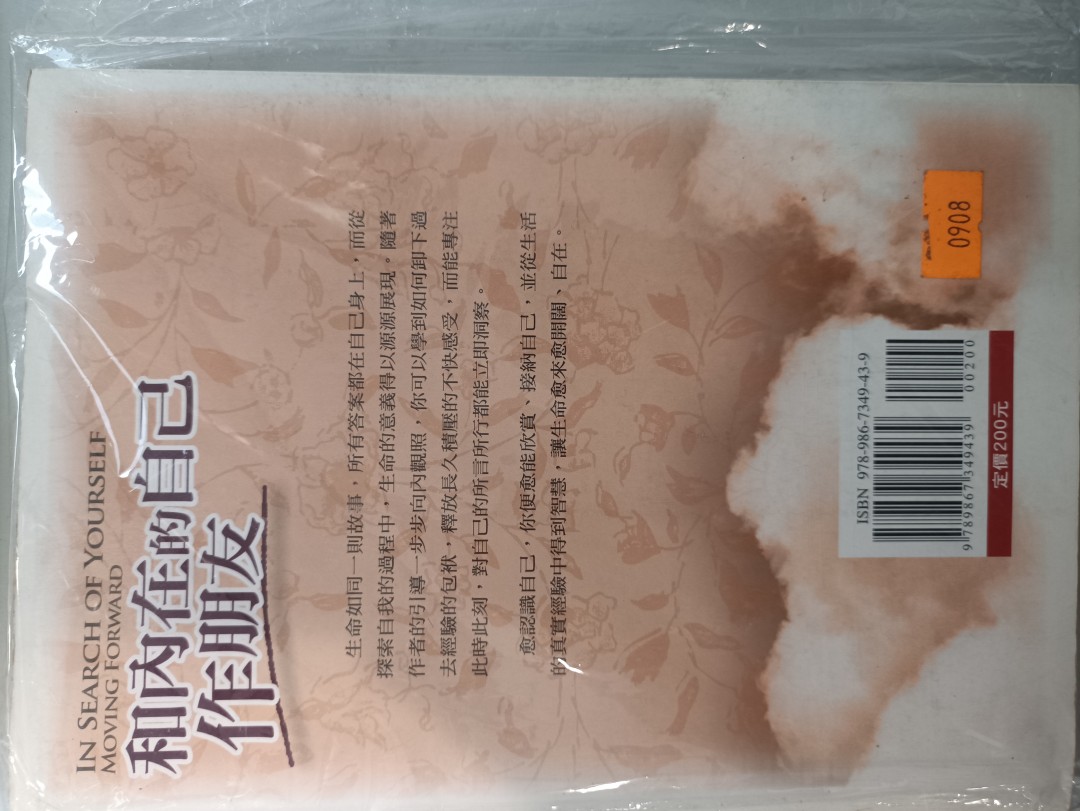 IN SEARCH OF YOURSELF
MOVING FORWARD
和內在的自己
作朋友
生命如同一則故事，所有答案都在自己身上，而從
探索自我的過程中，生命的意義得以源源展現。隨著
作者的引導一步步向內觀照，你可以學到如何卸下過
去經驗的包袱，釋放長久積壓的不快感受，而能專注
此時此刻，對自己的所言所行都能立即洞察。
愈認識自己，你便愈能欣賞、接納自己，並從生活
的真實經驗中得到智慧，讓生命愈來愈開闊、自在。
0908
ISBN 978-986-7349-43-9
9 789867 349439
00200
定價200元